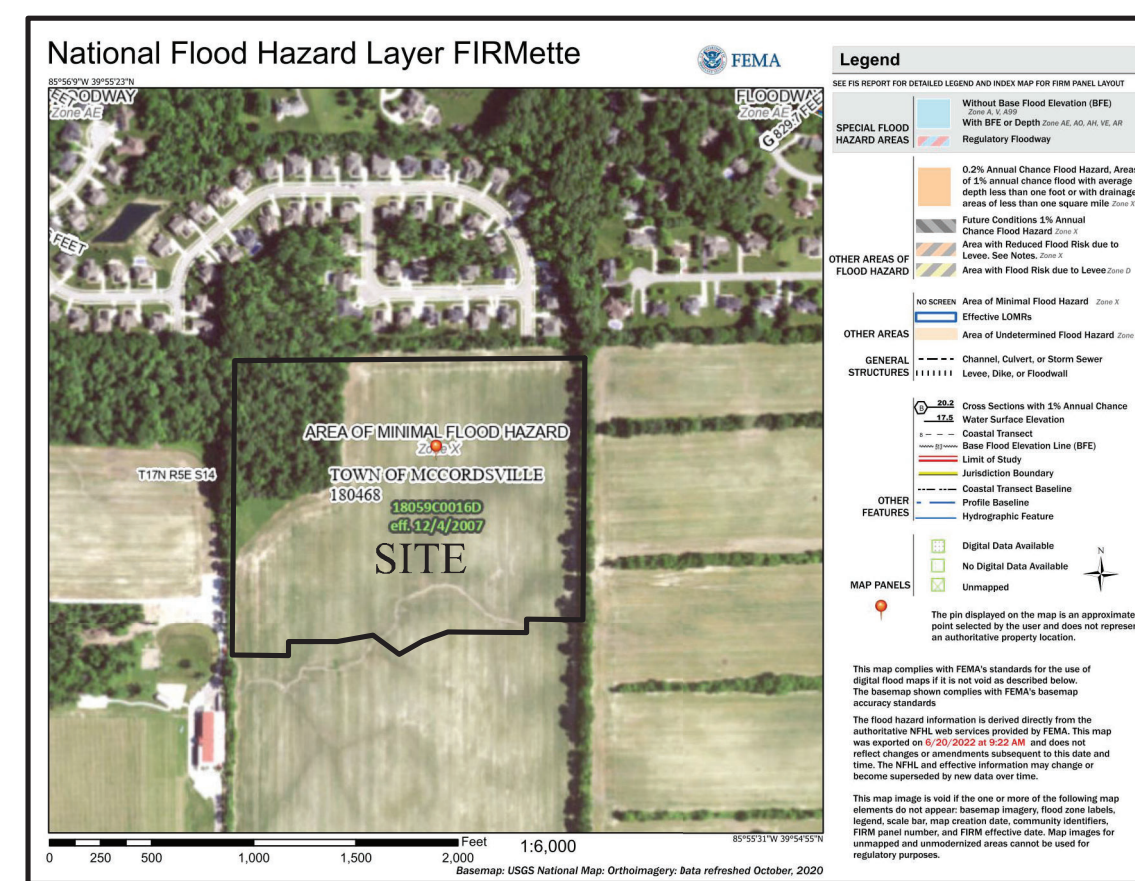 National Flood Hazard Layer FIRMette
FEMA
85°56'9"W 39°55'23"N
FLOODWAY
Zone AE
G 829.7 FEET
FEET
T17N R5E S14
AREA OF MINIMAL FLOOD HAZARD
Zone X
TOWN OF MCCORDSVILLE
180468
18059C0016D
eff. 12/4/2007
SITE
Feet
0 250 500 1,000 1,500 2,000
1:6,000
85°55'31"W 39°54'55"N
Basemap: USGS National Map: Orthoimagery: Data refreshed October, 2020
Legend
SEE FIS REPORT FOR DETAILED LEGEND AND INDEX MAP FOR FIRM PANEL LAYOUT
SPECIAL FLOOD
HAZARD AREAS
Without Base Flood Elevation (BFE)
Zone A, V, A99
With BFE or Depth Zone AE, AO, AH, VE, AR
Regulatory Floodway
OTHER AREAS OF
FLOOD HAZARD
0.2% Annual Chance Flood Hazard, Areas
of 1% annual chance flood with average
depth less than one foot or with drainage
areas of less than one square mile Zone X
Future Conditions 1% Annual
Chance Flood Hazard Zone X
Area with Reduced Flood Risk due to
Levee. See Notes. Zone X
Area with Flood Risk due to Levee Zone D
OTHER AREAS
NO SCREEN Area of Minimal Flood Hazard Zone X
Effective LOMRs
Area of Undetermined Flood Hazard Zone
GENERAL
STRUCTURES
Channel, Culvert, or Storm Sewer
Levee, Dike, or Floodwall
OTHER
FEATURES
B 20.2 Cross Sections with 1% Annual Chance
17.5 Water Surface Elevation
8 Coastal Transect
Base Flood Elevation Line (BFE)
Limit of Study
Jurisdiction Boundary
Coastal Transect Baseline
Profile Baseline
Hydrographic Feature
MAP PANELS
Digital Data Available
No Digital Data Available
Unmapped
N
The pin displayed on the map is an approximate
point selected by the user and does not represen
an authoritative property location.
This map complies with FEMA's standards for the use of
digital flood maps if it is not void as described below.
The basemap shown complies with FEMA's basemap
accuracy standards
The flood hazard information is derived directly from the
authoritative NFHL web services provided by FEMA. This map
was exported on 6/20/2022 at 9:22 AM and does not
reflect changes or amendments subsequent to this date and
time. The NFHL and effective information may change or
become superseded by new data over time.
This map image is void if the one or more of the following map
elements do not appear: basemap imagery, flood zone labels,
legend, scale bar, map creation date, community identifiers,
FIRM panel number, and FIRM effective date. Map images for
unmapped and unmodernized areas cannot be used for
regulatory purposes.